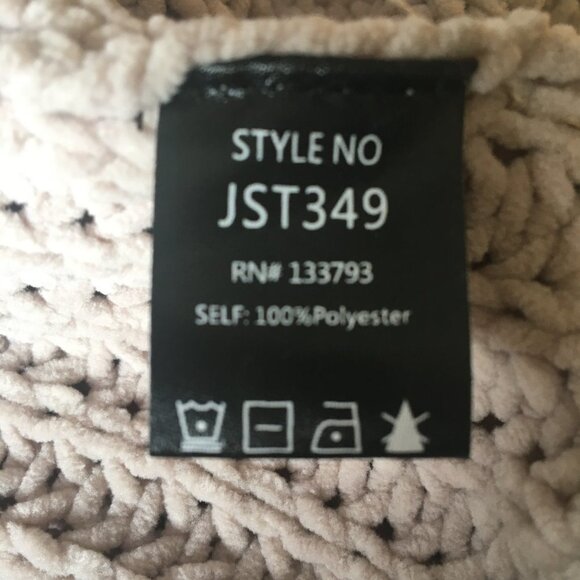 STYLE NO
JST349
RN# 133793
SELF: 100%Polyester